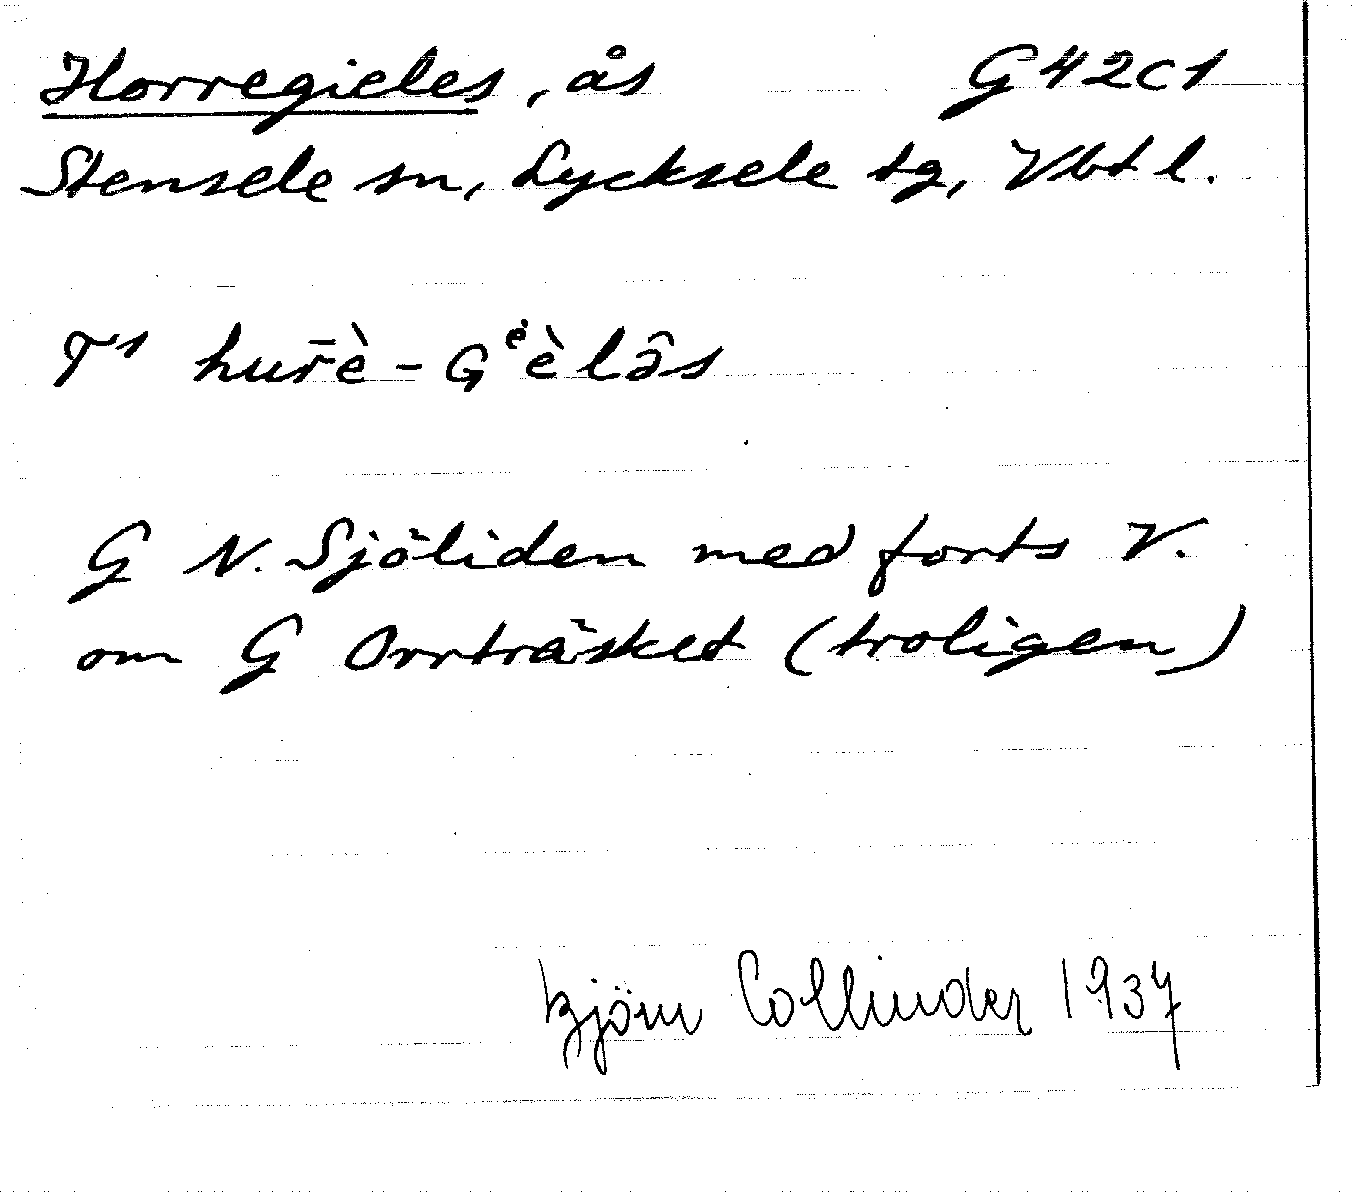 Horregieles, ås G42C1
Stensele sn, Lycksele tg, Vbtl.
T¹ hur̄è-Gᵉ̇èlâs
G N. Sjöliden med forts V.
om G Orrträsket (troligen)
Björn Collinder 1937